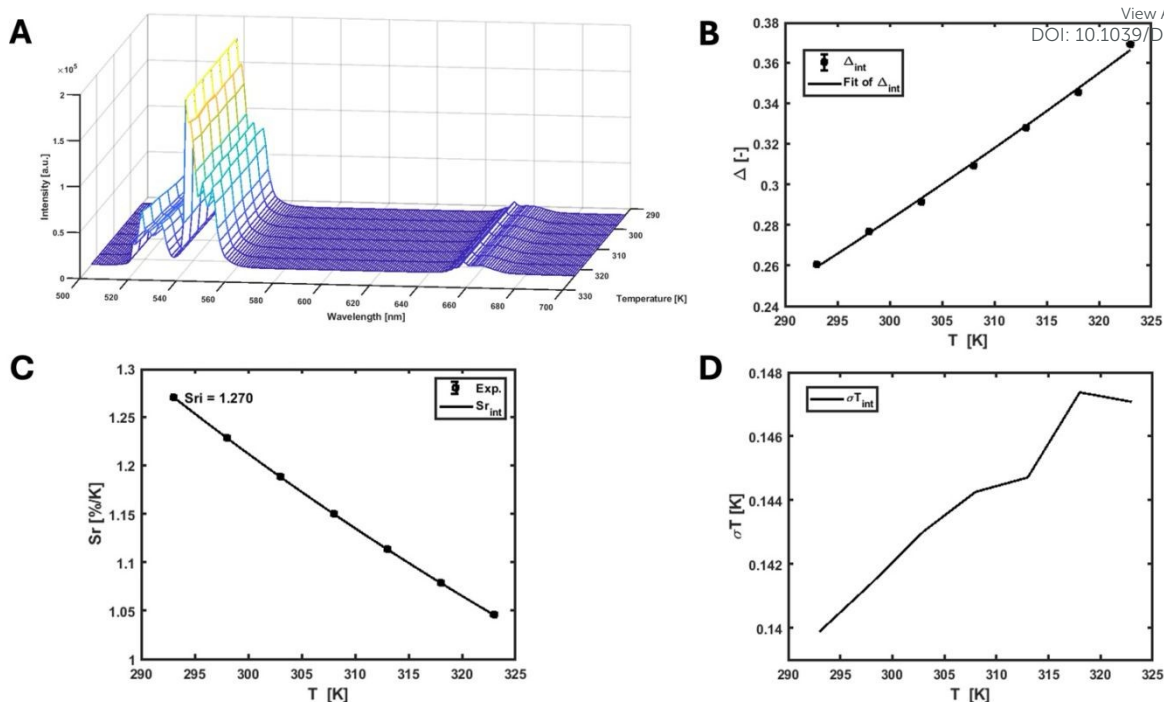 A
×10⁵
2
1.5
1
0.5
0
Intensity [a.u.]
500
520
540
560
580
600
620
640
660
680
700
Wavelength [nm]
290
300
310
320
330
Temperature [K]
View
DOI: 10.1039/D
B
0.38
0.36
0.34
0.32
0.3
0.28
0.26
0.24
Δ [-]
Δint
Fit of Δint
290 295 300 305 310 315 320 325
T [K]
C
1.3
1.25
1.2
1.15
1.1
1.05
1
Sr [%/K]
Sri = 1.270
Exp.
Srint
290 295 300 305 310 315 320 325
T [K]
D
0.148
0.146
0.144
0.142
0.14
σT [K]
σTint
290 295 300 305 310 315 320 325
T [K]